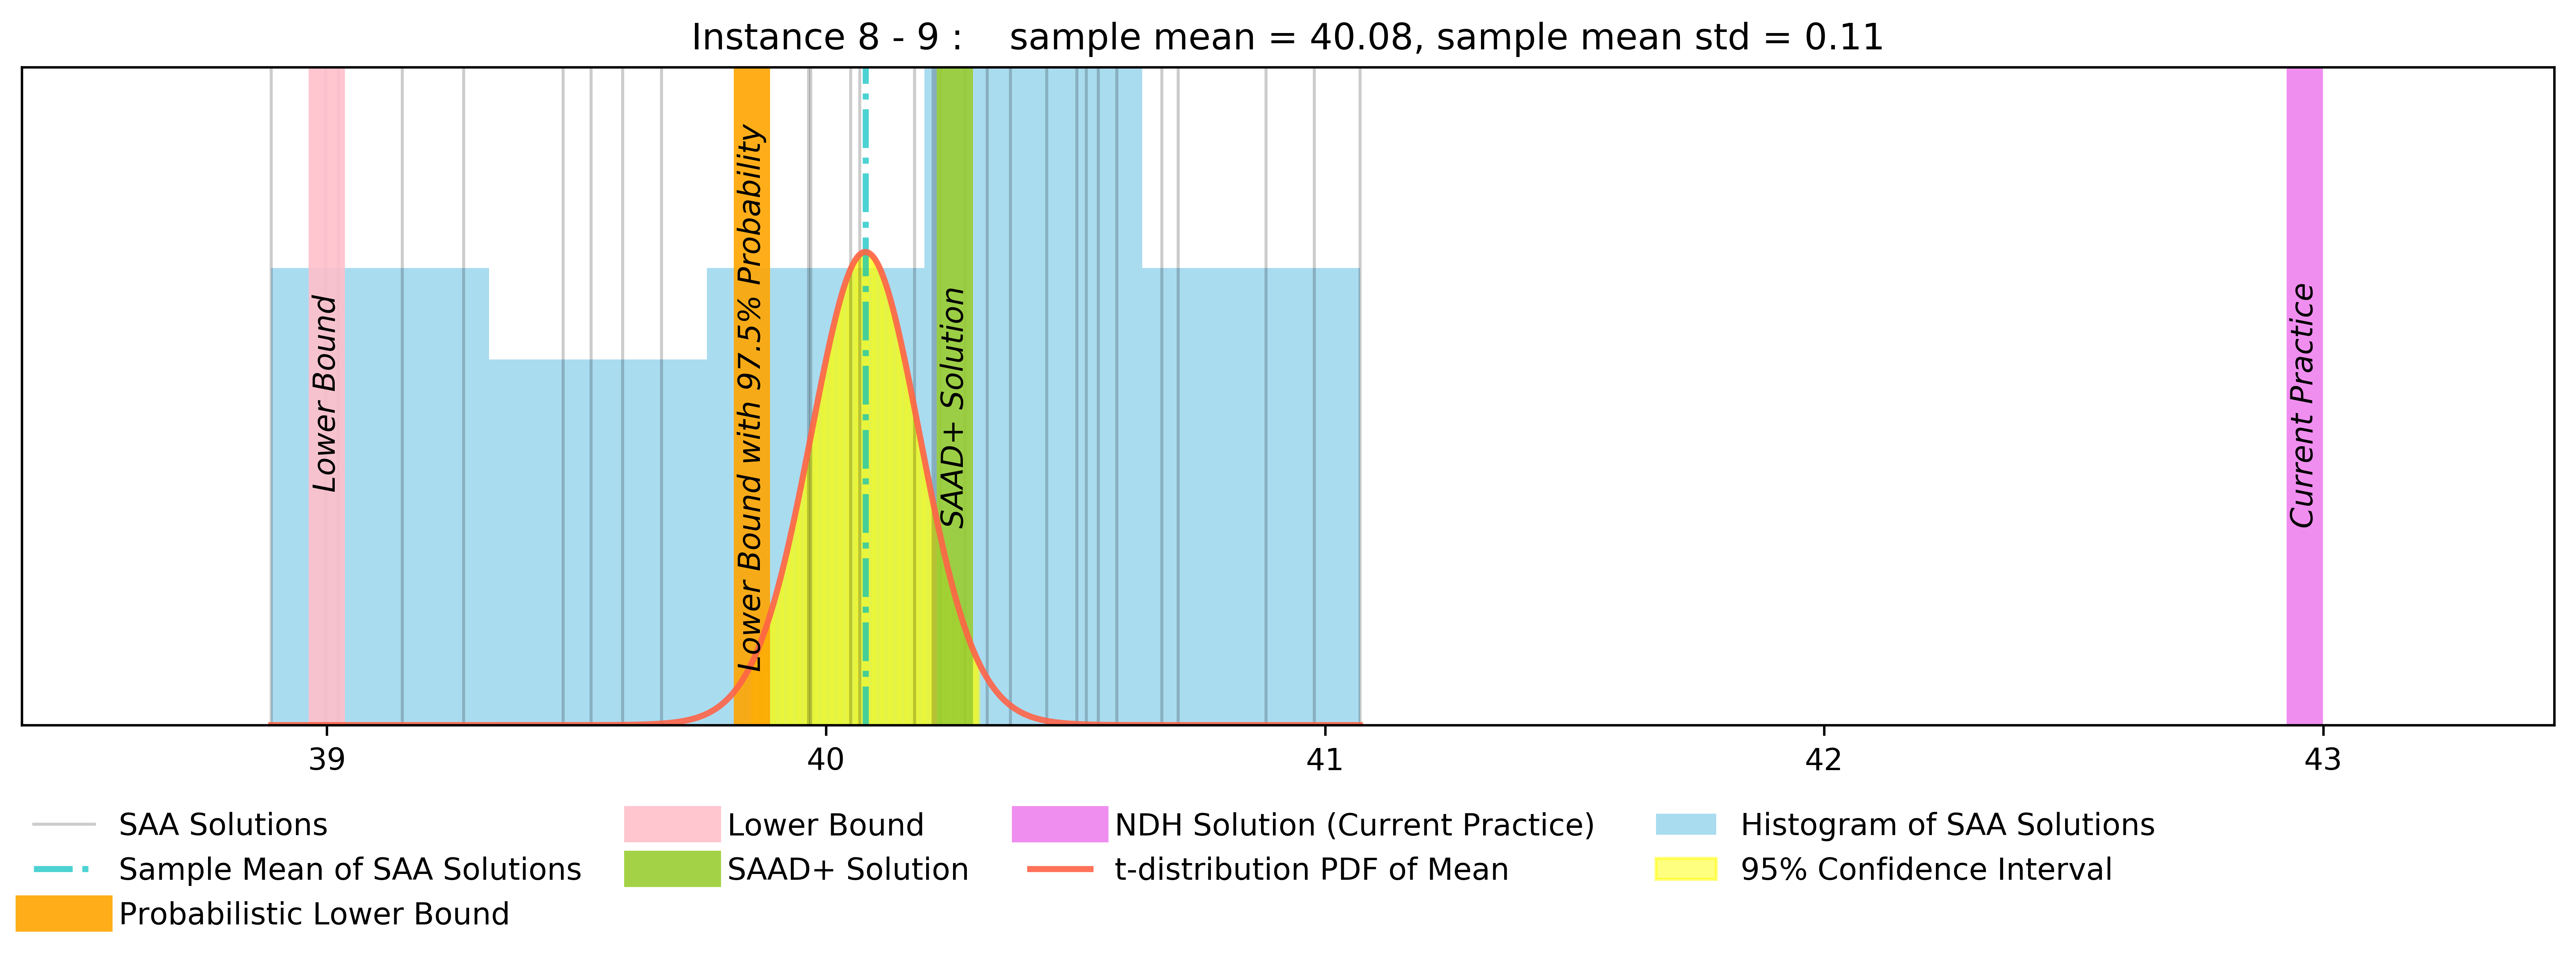 Instance 8 - 9 :    sample mean = 40.08, sample mean std = 0.11
Lower Bound
Lower Bound with 97.5% Probability
SAAD+ Solution
Current Practice
39
40
41
42
43
SAA Solutions
Sample Mean of SAA Solutions
Probabilistic Lower Bound
Lower Bound
SAAD+ Solution
NDH Solution (Current Practice)
t-distribution PDF of Mean
Histogram of SAA Solutions
95% Confidence Interval